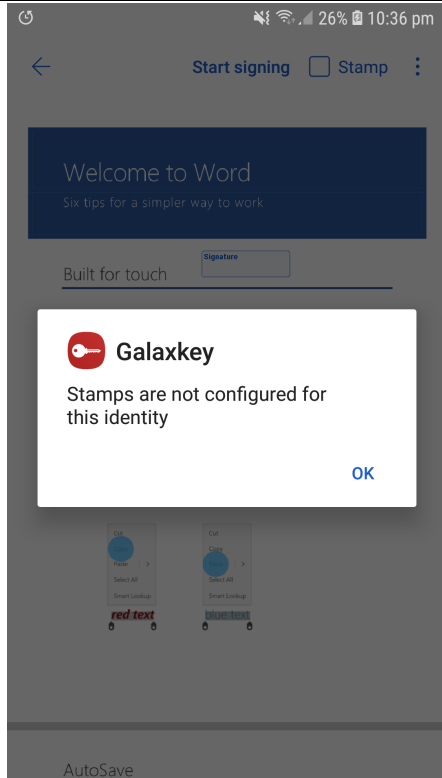 26% 10:36 pm
Start signing Stamp
Welcome to Word
Six tips for a simpler way to work
Signature
Built for touch
Galaxkey
Stamps are not configured for
this identity
OK
Cut
Cut
Copy
Paste
Select All
Select All
Smart Lookup
Smart Lookup
red text
blue text
AutoSave